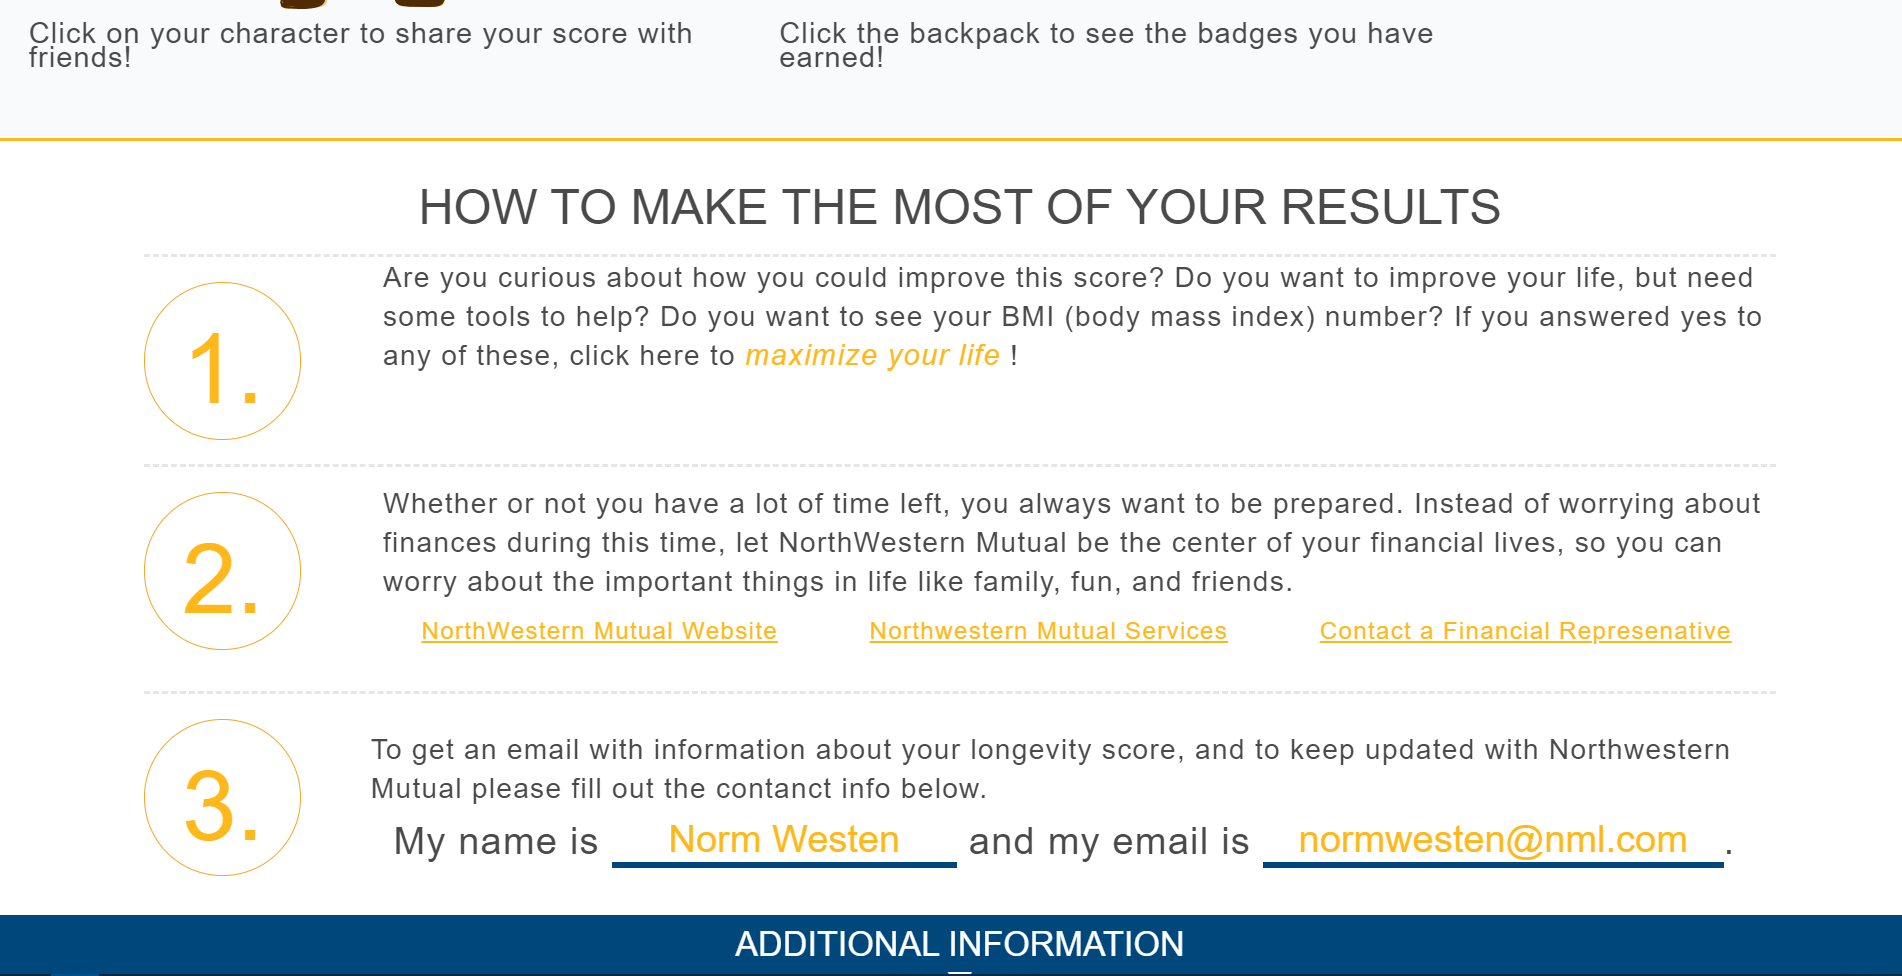 Click on your character to share your score with
friends!
Click the backpack to see the badges you have
earned!
HOW TO MAKE THE MOST OF YOUR RESULTS
1.
Are you curious about how you could improve this score? Do you want to improve your life, but need
some tools to help? Do you want to see your BMI (body mass index) number? If you answered yes to
any of these, click here to maximize your life !
2.
Whether or not you have a lot of time left, you always want to be prepared. Instead of worrying about
finances during this time, let NorthWestern Mutual be the center of your financial lives, so you can
worry about the important things in life like family, fun, and friends.
NorthWestern Mutual Website Northwestern Mutual Services Contact a Financial Represenative
3.
To get an email with information about your longevity score, and to keep updated with Northwestern
Mutual please fill out the contanct info below.
My name is Norm Westen and my email is normwesten@nml.com.
ADDITIONAL INFORMATION